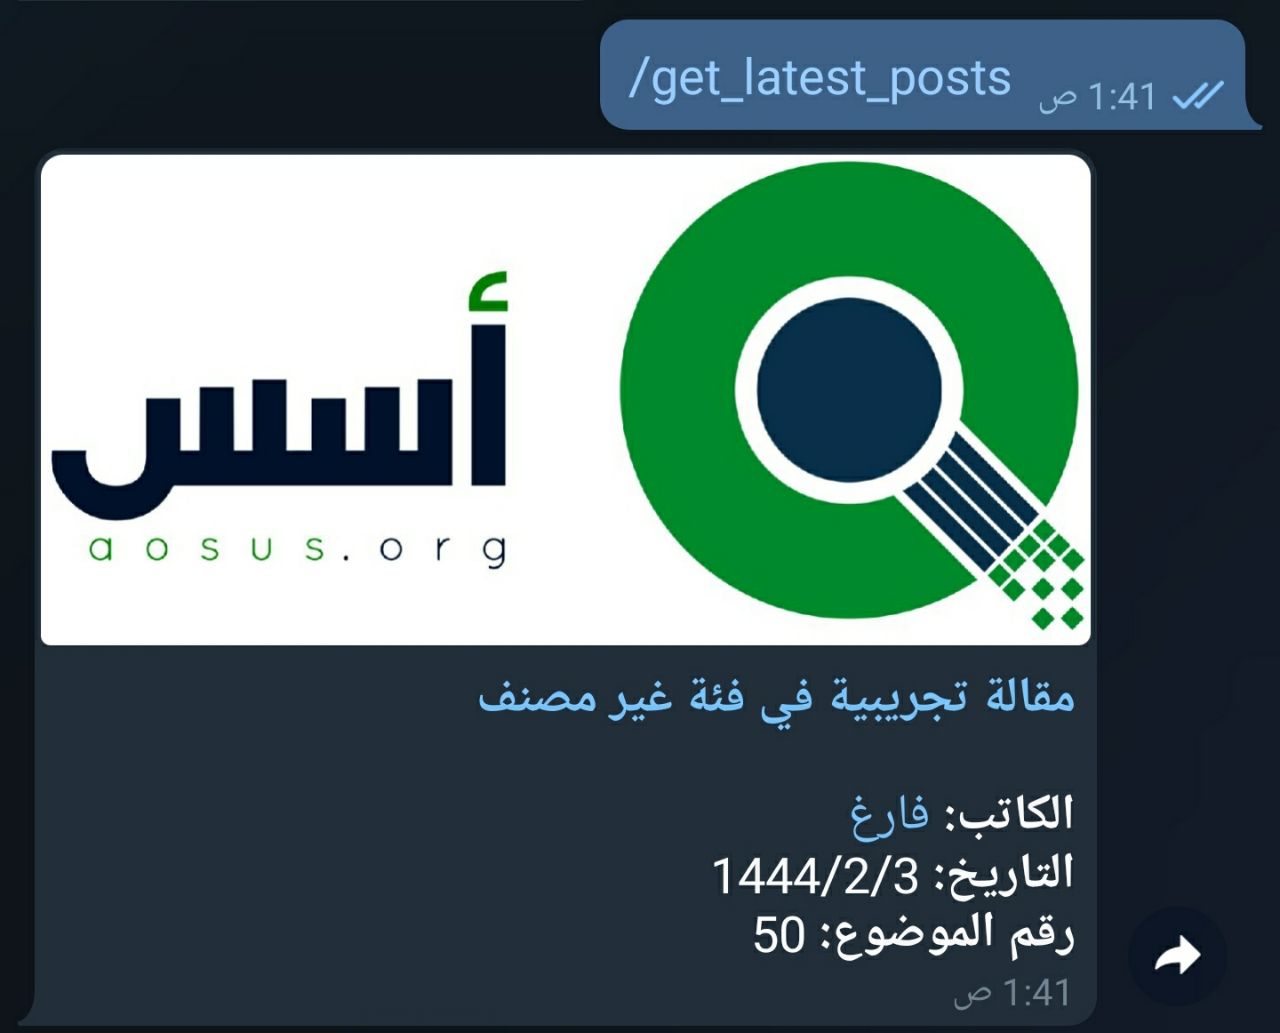 /get_latest_posts
1:41 ص
أسس
aosus.org
مقالة تجريبية في فئة غير مصنف
الكاتب: فارغ
التاريخ: 1444/2/3
رقم الموضوع: 50
1:41 ص